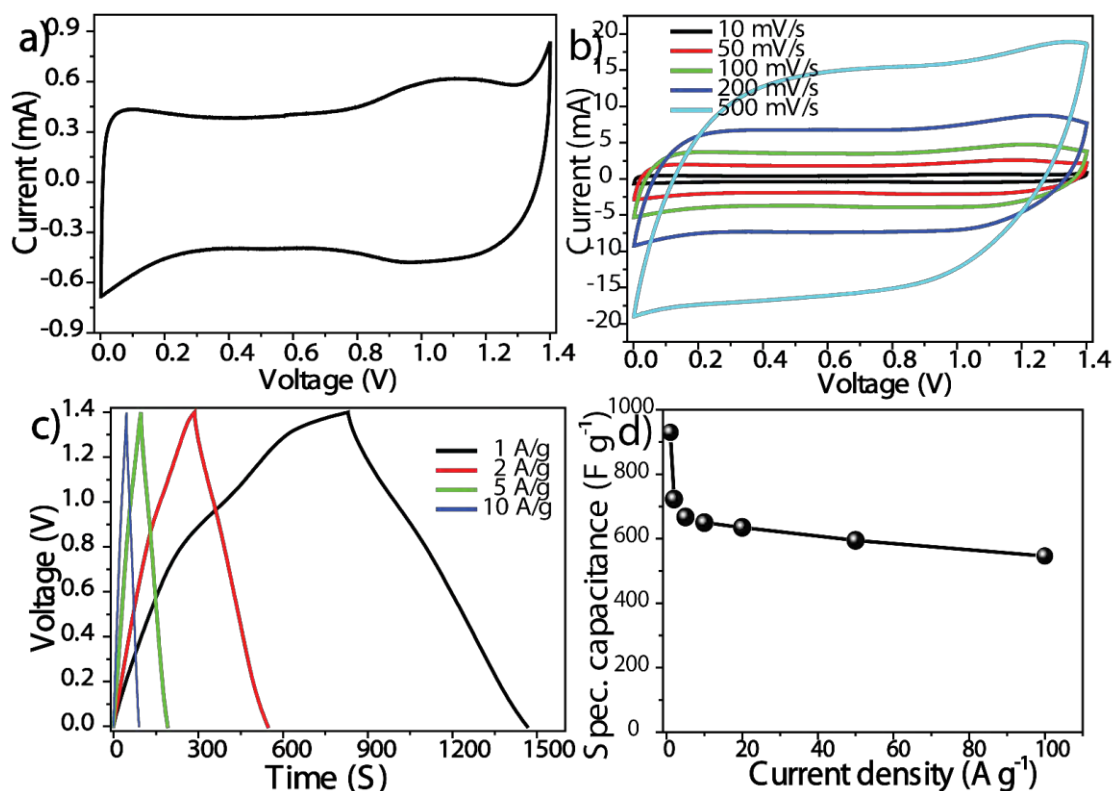 a)
Current (mA)
0.9
0.6
0.3
0.0
-0.3
-0.6
-0.9
0.0 0.2 0.4 0.6 0.8 1.0 1.2 1.4
Voltage (V)
b)
Current (mA)
20
15
10
5
0
-5
-10
-15
-20
10 mV/s
50 mV/s
100 mV/s
200 mV/s
500 mV/s
0.0 0.2 0.4 0.6 0.8 1.0 1.2 1.4
Voltage (V)
c)
Voltage (V)
1.4
1.2
1.0
0.8
0.6
0.4
0.2
0.0
1 A/g
2 A/g
5 A/g
10 A/g
0 300 600 900 1200 1500
Time (S)
d)
Spec. capacitance (F g⁻¹)
1000
800
600
400
200
0
0 20 40 60 80 100
Current density (A g⁻¹)